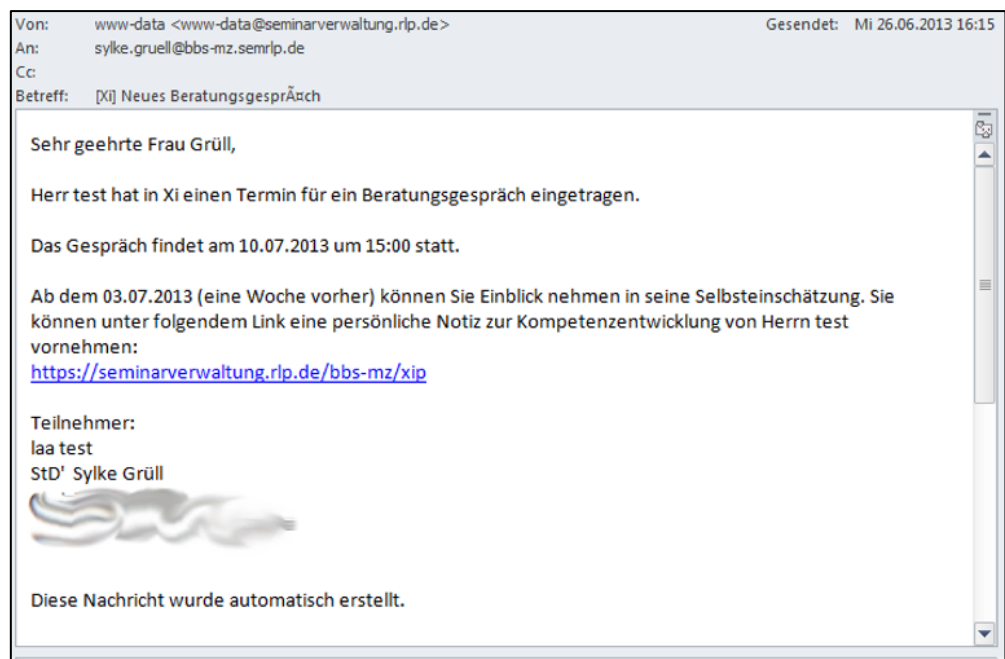 Von: www-data <www-data@seminarverwaltung.rlp.de> Gesendet: Mi 26.06.2013 16:15
An: sylke.gruell@bbs-mz.semrlp.de
Cc:
Betreff: [Xi] Neues BeratungsgesprÃ¤ch
Sehr geehrte Frau Grüll,
Herr test hat in Xi einen Termin für ein Beratungsgespräch eingetragen.
Das Gespräch findet am 10.07.2013 um 15:00 statt.
Ab dem 03.07.2013 (eine Woche vorher) können Sie Einblick nehmen in seine Selbsteinschätzung. Sie
können unter folgendem Link eine persönliche Notiz zur Kompetenzentwicklung von Herrn test
vornehmen:
https://seminarverwaltung.rlp.de/bbs-mz/xip
Teilnehmer:
laa test
StD' Sylke Grüll
Diese Nachricht wurde automatisch erstellt.